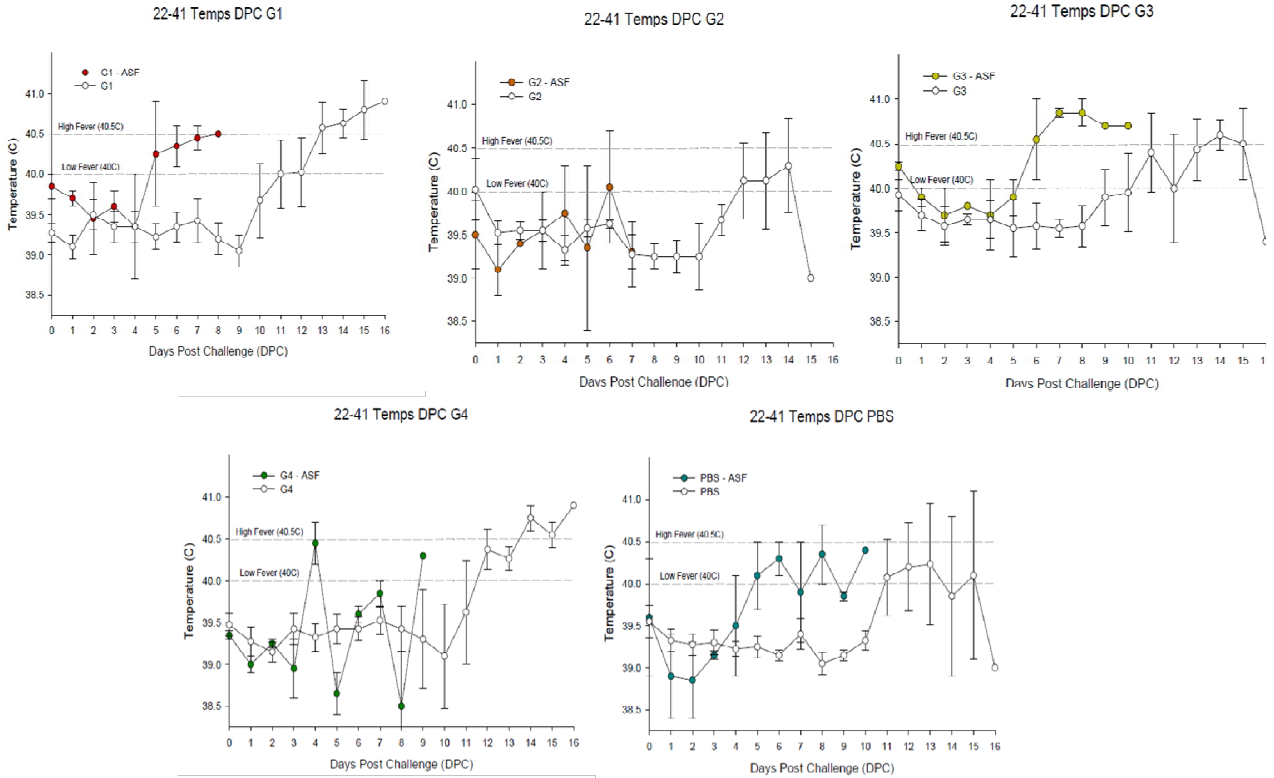 22-41 Temps DPC G1
G1 - ASF
G1
High Fever (40.5C)
Low Fever (40C)
Temperature (C)
41.0
40.5
40.0
39.5
39.0
38.5
0 1 2 3 4 5 6 7 8 9 10 11 12 13 14 15 16
Days Post Challenge (DPC)
22-41 Temps DPC G2
G2 - ASF
G2
High Fever (40.5C)
Low Fever (40C)
Temperature (C)
41.0
40.5
40.0
39.5
39.0
38.5
0 1 2 3 4 5 6 7 8 9 10 11 12 13 14 15 16
Days Post Challenge (DPC)
22-41 Temps DPC G3
G3 - ASF
G3
High Fever (40.5C)
Low Fever (40C)
Temperature (C)
41.0
40.5
40.0
39.5
39.0
38.5
0 1 2 3 4 5 6 7 8 9 10 11 12 13 14 15
Days Post Challenge (DPC)
22-41 Temps DPC G4
G4 - ASF
G4
High Fever (40.5C)
Low Fever (40C)
Temperature (C)
41.0
40.5
40.0
39.5
39.0
38.5
0 1 2 3 4 5 6 7 8 9 10 11 12 13 14 15 16
Days Post Challenge (DPC)
22-41 Temps DPC PBS
PBS - ASF
PBS
High Fever (40.5C)
Low Fever (40C)
Temperature (C)
41.0
40.5
40.0
39.5
39.0
38.5
0 1 2 3 4 5 6 7 8 9 10 11 12 13 14 15 16
Days Post Challenge (DPC)